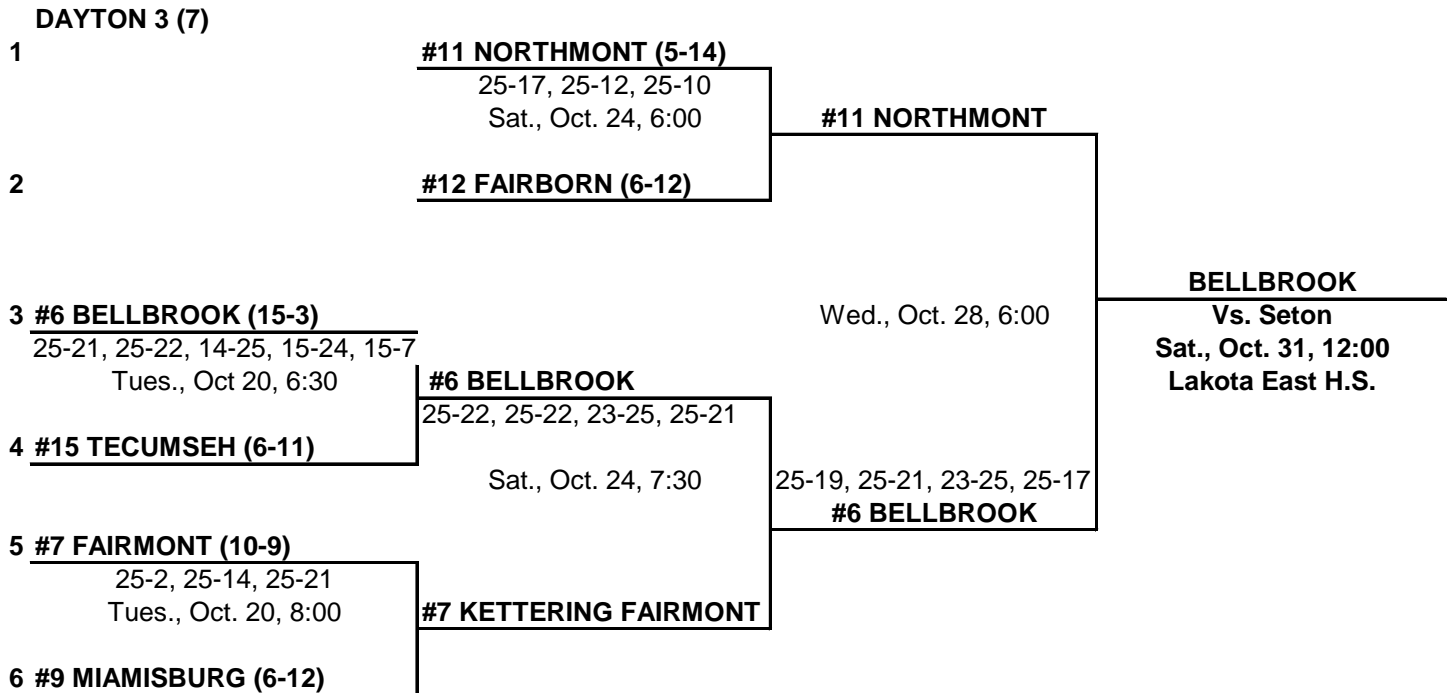 DAYTON 3 (7)
1 #11 NORTHMONT (5-14)
25-17, 25-12, 25-10
Sat., Oct. 24, 6:00 #11 NORTHMONT
2 #12 FAIRBORN (6-12)
BELLBROOK
3 #6 BELLBROOK (15-3) Wed., Oct. 28, 6:00 Vs. Seton
25-21, 25-22, 14-25, 15-24, 15-7 Sat., Oct. 31, 12:00
Tues., Oct 20, 6:30 #6 BELLBROOK Lakota East H.S.
25-22, 25-22, 23-25, 25-21
4 #15 TECUMSEH (6-11)
Sat., Oct. 24, 7:30 25-19, 25-21, 23-25, 25-17
#6 BELLBROOK
5 #7 FAIRMONT (10-9)
25-2, 25-14, 25-21
Tues., Oct. 20, 8:00 #7 KETTERING FAIRMONT
6 #9 MIAMISBURG (6-12)